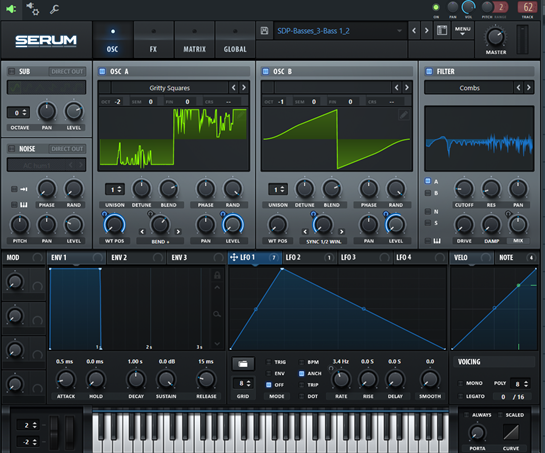 ON PAN VOL PITCH RANGE 2 62 TRACK
SERUM
OSC FX MATRIX GLOBAL
SDP-Basses_3-Bass 1_2
MENU
MASTER
SUB DIRECT OUT
0 OCTAVE PAN LEVEL
NOISE DIRECT OUT
PHASE RAND
PITCH PAN LEVEL
OSC A
Gritty Squares
OCT -2 SEM 0 FIN 0 CRS --
1 UNISON DETUNE BLEND PHASE RAND
WT POS BEND + PAN LEVEL
OSC B
OCT -1 SEM 0 FIN 0 CRS --
1 UNISON DETUNE BLEND PHASE RAND
WT POS SYNC 1/2 WIN. PAN LEVEL
FILTER
Combs
A
B
N
S
CUTOFF RES PAN
DRIVE DAMP MIX
MOD ENV 1 ENV 2 ENV 3 LFO 1 7 LFO 2 1 LFO 3 LFO 4 VELO NOTE 4
1 2 s 3 s
0.5 ms 0.0 ms 1.00 s 0.0 dB 15 ms
ATTACK HOLD DECAY SUSTAIN RELEASE
8 GRID
TRIG
ENV
OFF
MODE
BPM
ANCH
TRIP
DOT
3.4 Hz 0.0 S 0.0 S 0.0
RATE RISE DELAY SMOOTH
VOICING
MONO POLY 8
LEGATO 0 / 16
ALWAYS SCALED
PORTA CURVE
2
-2